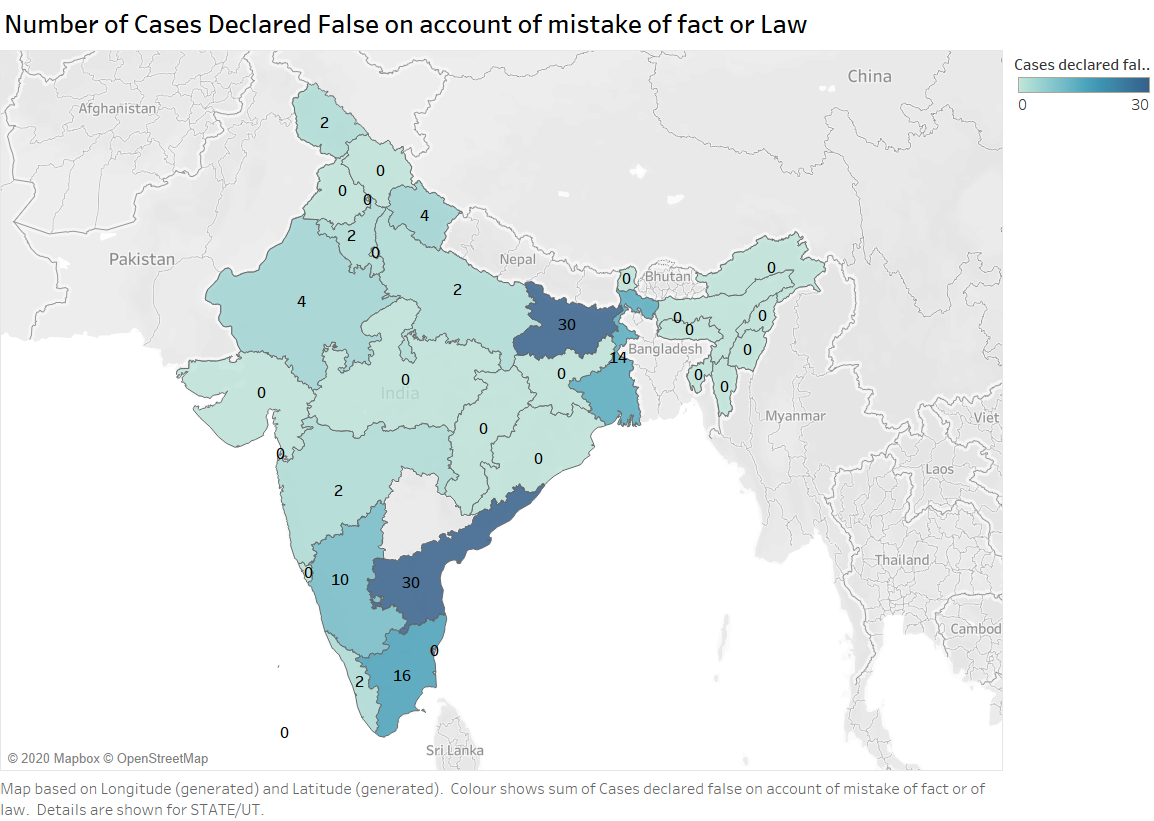 Number of Cases Declared False on account of mistake of fact or Law
Cases declared fal..
0 30
China
Afghanistan
2
0
0
0
4
2
0
Pakistan
Nepal
0
Bhutan
0
4
2
30
0
0
0
14
Bangladesh
0
0
0
0
India
0
0
0
Myanmar
Viet
0
0
0
Laos
2
0
10
30
Thailand
Cambod
0
2
16
0
Sri Lanka
© 2020 Mapbox © OpenStreetMap
Map based on Longitude (generated) and Latitude (generated). Colour shows sum of Cases declared false on account of mistake of fact or of
law. Details are shown for STATE/UT.